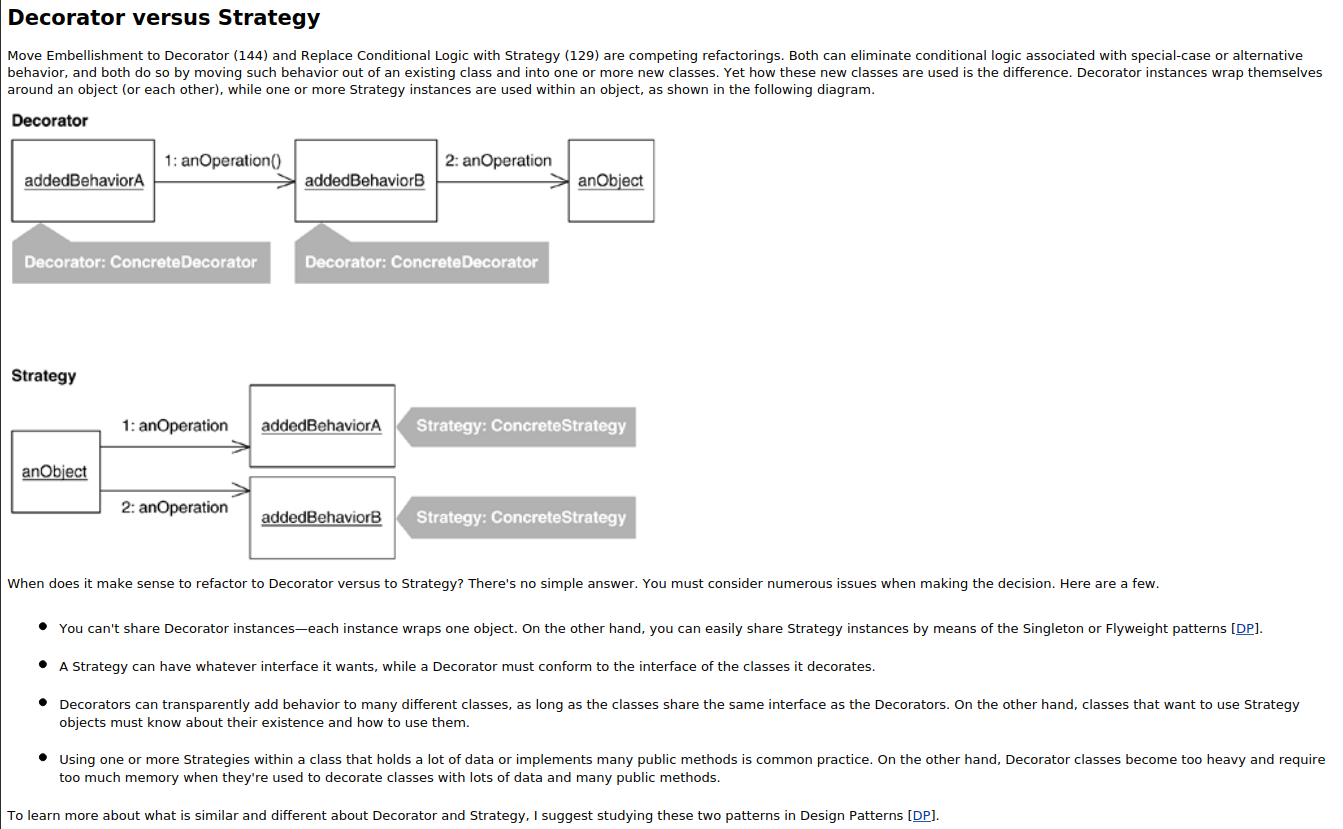 Decorator versus Strategy
Move Embellishment to Decorator (144) and Replace Conditional Logic with Strategy (129) are competing refactorings. Both can eliminate conditional logic associated with special-case or alternative
behavior, and both do so by moving such behavior out of an existing class and into one or more new classes. Yet how these new classes are used is the difference. Decorator instances wrap themselves
around an object (or each other), while one or more Strategy instances are used within an object, as shown in the following diagram.
Decorator
1: anOperation()
2: anOperation
addedBehaviorA
addedBehaviorB
anObject
Decorator: ConcreteDecorator
Decorator: ConcreteDecorator
Strategy
1: anOperation
addedBehaviorA
Strategy: ConcreteStrategy
anObject
2: anOperation
addedBehaviorB
Strategy: ConcreteStrategy
When does it make sense to refactor to Decorator versus to Strategy? There's no simple answer. You must consider numerous issues when making the decision. Here are a few.
● You can't share Decorator instances—each instance wraps one object. On the other hand, you can easily share Strategy instances by means of the Singleton or Flyweight patterns [DP].
● A Strategy can have whatever interface it wants, while a Decorator must conform to the interface of the classes it decorates.
● Decorators can transparently add behavior to many different classes, as long as the classes share the same interface as the Decorators. On the other hand, classes that want to use Strategy
objects must know about their existence and how to use them.
● Using one or more Strategies within a class that holds a lot of data or implements many public methods is common practice. On the other hand, Decorator classes become too heavy and require
too much memory when they're used to decorate classes with lots of data and many public methods.
To learn more about what is similar and different about Decorator and Strategy, I suggest studying these two patterns in Design Patterns [DP].